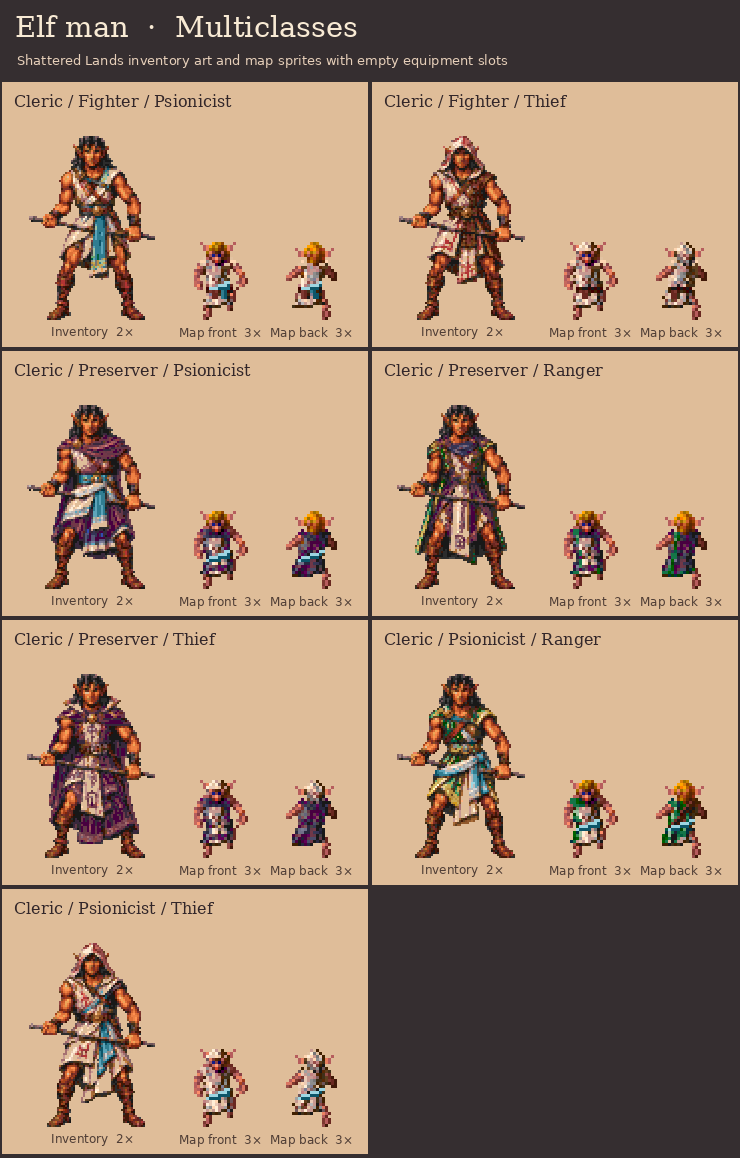 Elf man · Multiclasses
Shattered Lands inventory art and map sprites with empty equipment slots
Cleric / Fighter / Psionicist
Inventory 2×
Map front 3×
Map back 3×
Cleric / Fighter / Thief
Inventory 2×
Map front 3×
Map back 3×
Cleric / Preserver / Psionicist
Inventory 2×
Map front 3×
Map back 3×
Cleric / Preserver / Ranger
Inventory 2×
Map front 3×
Map back 3×
Cleric / Preserver / Thief
Inventory 2×
Map front 3×
Map back 3×
Cleric / Psionicist / Ranger
Inventory 2×
Map front 3×
Map back 3×
Cleric / Psionicist / Thief
Inventory 2×
Map front 3×
Map back 3×